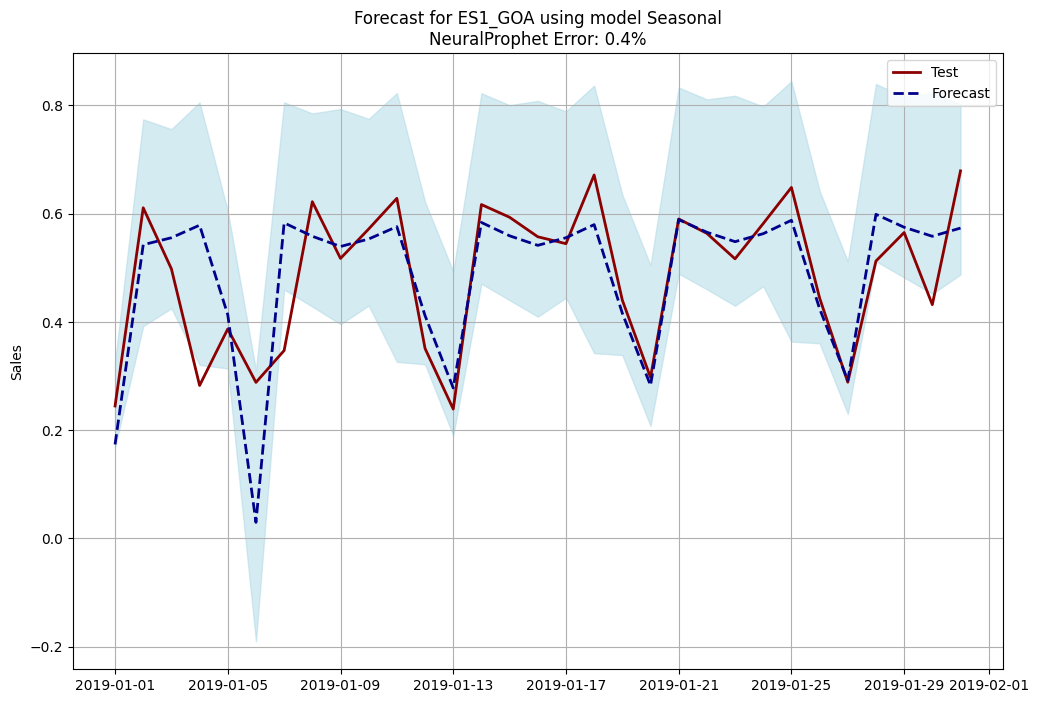 Forecast for ES1_GOA using model Seasonal
NeuralProphet Error: 0.4%
Test
Forecast
Sales
0.8
0.6
0.4
0.2
0.0
−0.2
2019-01-01 2019-01-05 2019-01-09 2019-01-13 2019-01-17 2019-01-21 2019-01-25 2019-01-29 2019-02-01